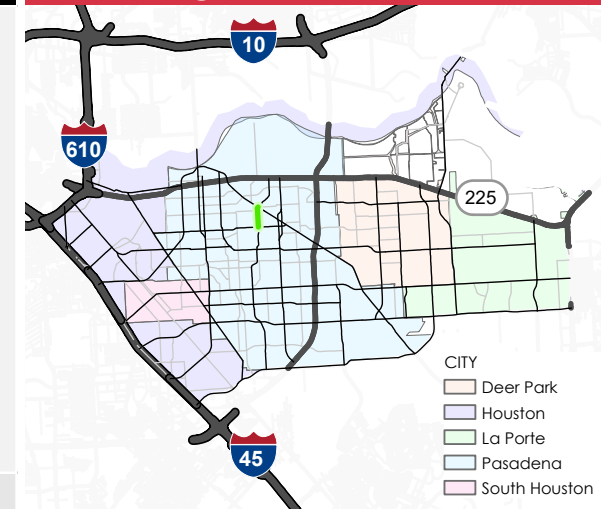 10
610
225
CITY
Deer Park
Houston
La Porte
Pasadena
45
South Houston